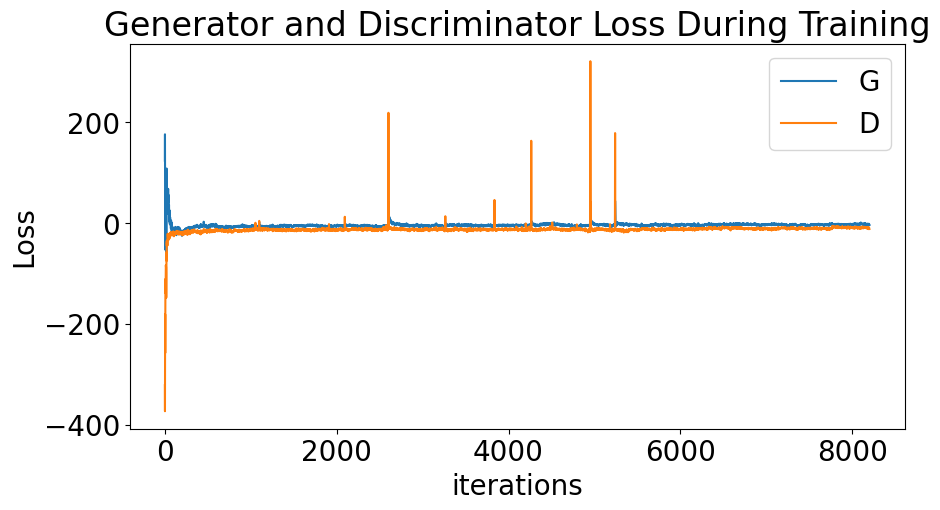 Generator and Discriminator Loss During Training
G
D
Loss
200
0
−200
−400
0 2000 4000 6000 8000
iterations